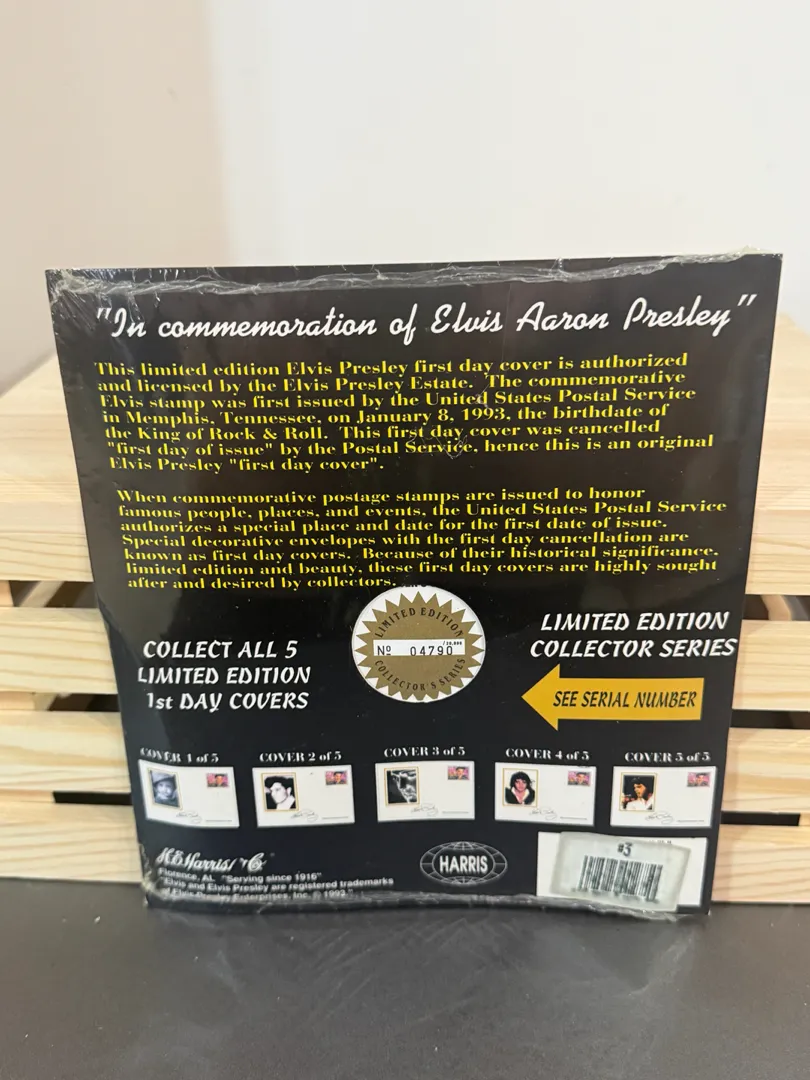 "In commemoration of Elvis Aaron Presley"
This limited edition Elvis Presley first day cover is authorized
and licensed by the Elvis Presley Estate. The commemorative
Elvis stamp was first issued by the United States Postal Service
in Memphis, Tennessee, on January 8, 1993, the birthdate of
the King of Rock & Roll. This first day cover was cancelled
"first day of issue" by the Postal Service, hence this is an original
Elvis Presley "first day cover".
When commemorative postage stamps are issued to honor
famous people, places, and events, the United States Postal Service
authorizes a special place and date for the first date of issue.
Special decorative envelopes with the first day cancellation are
known as first day covers. Because of their historical significance,
limited edition and beauty, these first day covers are highly sought
after and desired by collectors.
COLLECT ALL 5
LIMITED EDITION
1st DAY COVERS
LIMITED EDITION
Nº 04790
COLLECTOR'S SERIES
LIMITED EDITION
COLLECTOR SERIES
SEE SERIAL NUMBER
COVER 1 of 5
COVER 2 of 5
COVER 3 of 5
COVER 4 of 5
COVER 5 of 5
H.E. Harris & Co.
Florence, AL "Serving since 1916"
"Elvis and Elvis Presley are registered trademarks
of Elvis Presley Enterprises, Inc. © 1992"
HARRIS
#3